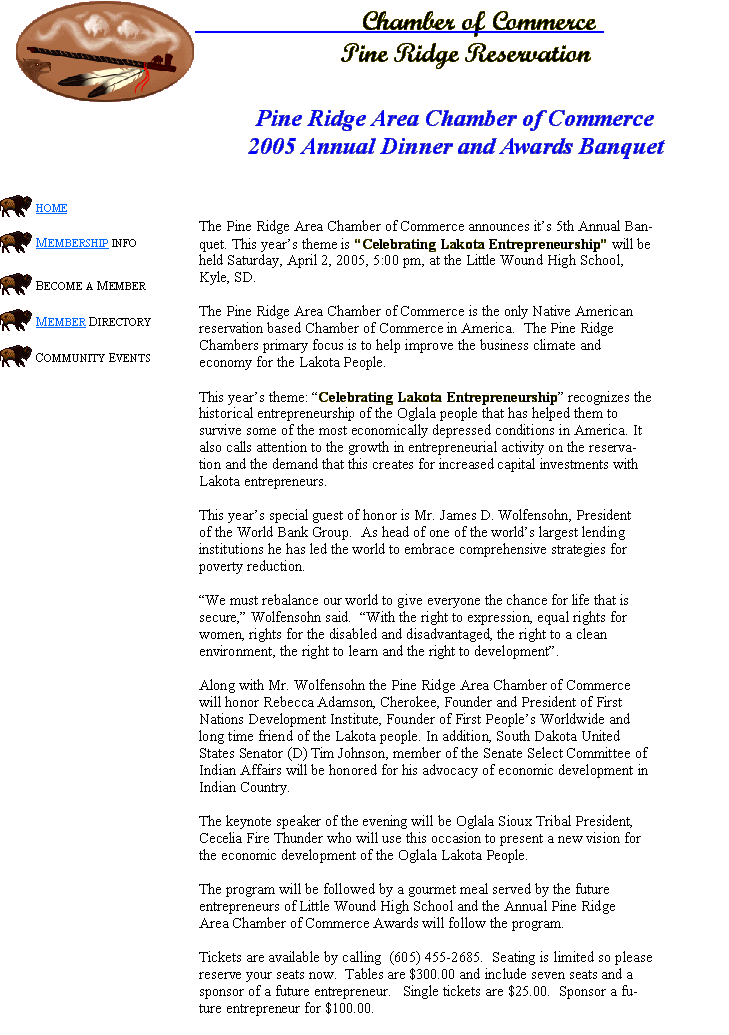 Chamber of Commerce
Pine Ridge Reservation
Pine Ridge Area Chamber of Commerce
2005 Annual Dinner and Awards Banquet
HOME
MEMBERSHIP INFO
BECOME A MEMBER
MEMBER DIRECTORY
COMMUNITY EVENTS
The Pine Ridge Area Chamber of Commerce announces it’s 5th Annual Ban-
quet. This year’s theme is "Celebrating Lakota Entrepreneurship" will be
held Saturday, April 2, 2005, 5:00 pm, at the Little Wound High School,
Kyle, SD.
The Pine Ridge Area Chamber of Commerce is the only Native American
reservation based Chamber of Commerce in America. The Pine Ridge
Chambers primary focus is to help improve the business climate and
economy for the Lakota People.
This year’s theme: “Celebrating Lakota Entrepreneurship” recognizes the
historical entrepreneurship of the Oglala people that has helped them to
survive some of the most economically depressed conditions in America. It
also calls attention to the growth in entrepreneurial activity on the reserva-
tion and the demand that this creates for increased capital investments with
Lakota entrepreneurs.
This year’s special guest of honor is Mr. James D. Wolfensohn, President
of the World Bank Group. As head of one of the world’s largest lending
institutions he has led the world to embrace comprehensive strategies for
poverty reduction.
“We must rebalance our world to give everyone the chance for life that is
secure,” Wolfensohn said. “With the right to expression, equal rights for
women, rights for the disabled and disadvantaged, the right to a clean
environment, the right to learn and the right to development”.
Along with Mr. Wolfensohn the Pine Ridge Area Chamber of Commerce
will honor Rebecca Adamson, Cherokee, Founder and President of First
Nations Development Institute, Founder of First People’s Worldwide and
long time friend of the Lakota people. In addition, South Dakota United
States Senator (D) Tim Johnson, member of the Senate Select Committee of
Indian Affairs will be honored for his advocacy of economic development in
Indian Country.
The keynote speaker of the evening will be Oglala Sioux Tribal President,
Cecelia Fire Thunder who will use this occasion to present a new vision for
the economic development of the Oglala Lakota People.
The program will be followed by a gourmet meal served by the future
entrepreneurs of Little Wound High School and the Annual Pine Ridge
Area Chamber of Commerce Awards will follow the program.
Tickets are available by calling (605) 455-2685. Seating is limited so please
reserve your seats now. Tables are $300.00 and include seven seats and a
sponsor of a future entrepreneur. Single tickets are $25.00. Sponsor a fu-
ture entrepreneur for $100.00.